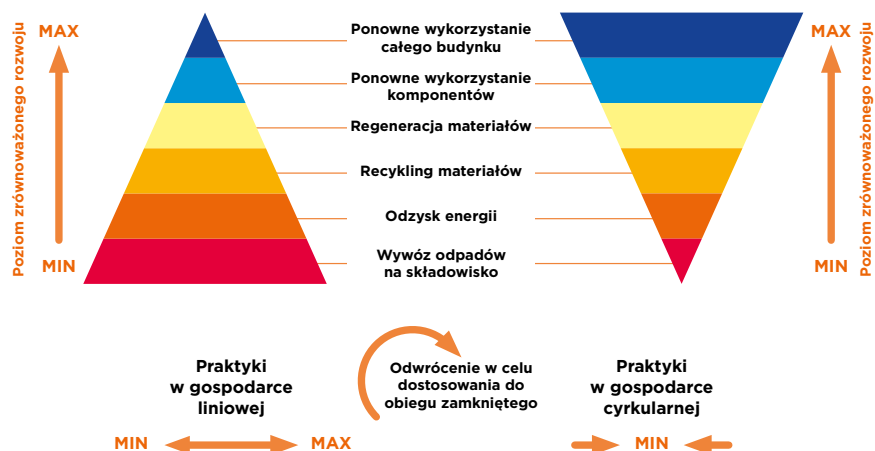 MAX
Poziom zrównoważonego rozwoju
MIN
Ponowne wykorzystanie
całego budynku
Ponowne wykorzystanie
komponentów
Regeneracja materiałów
Recykling materiałów
Odzysk energii
Wywóz odpadów
na składowisko
MAX
Poziom zrównoważonego rozwoju
MIN
Praktyki
w gospodarce
liniowej
Odwrócenie w celu
dostosowania do
obiegu zamkniętego
Praktyki
w gospodarce
cyrkularnej
MIN
MAX
MIN